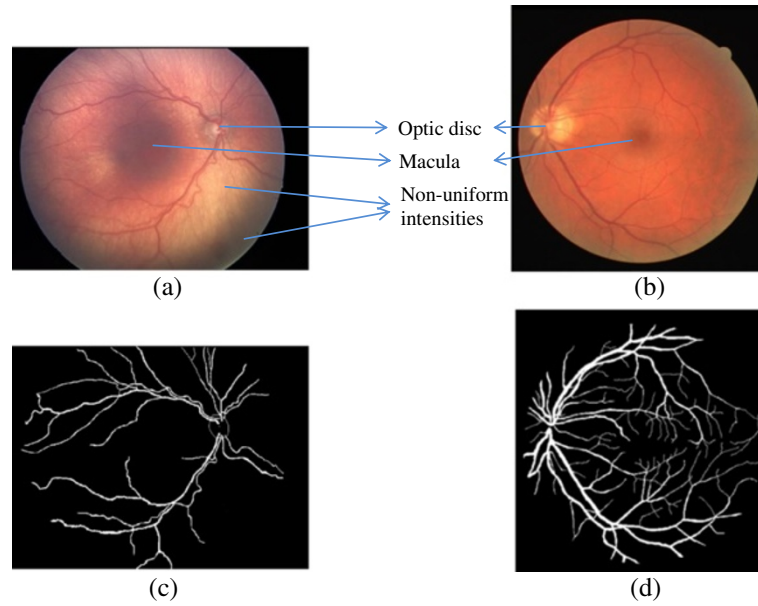 Optic disc
Macula
Non-uniform
intensities
(a)
(b)
(c)
(d)